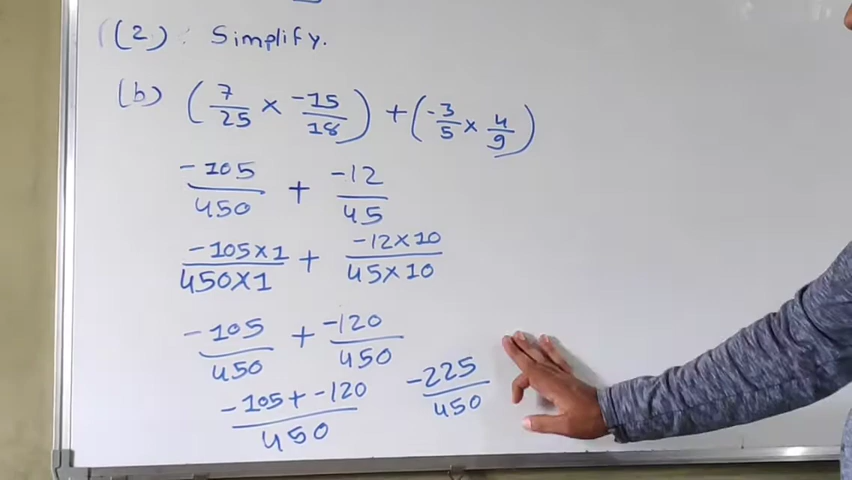 (2): Simplify.
(b) (7/25 × -15/18) + (-3/5 × 4/9)
-105/450 + -12/45
-105×1/450×1 + -12×10/45×10
-105/450 + -120/450
-105+-120/450 -225/450